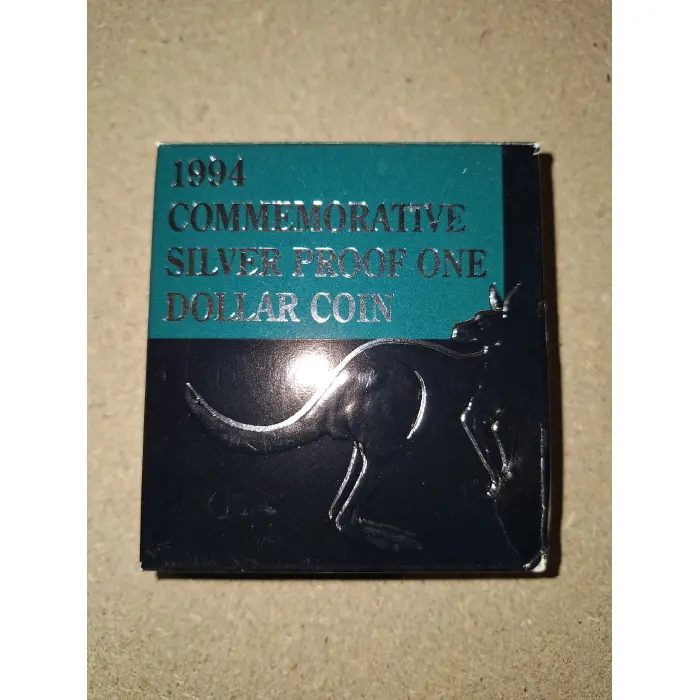 1994
COMMEMORATIVE
SILVER PROOF ONE
DOLLAR COIN